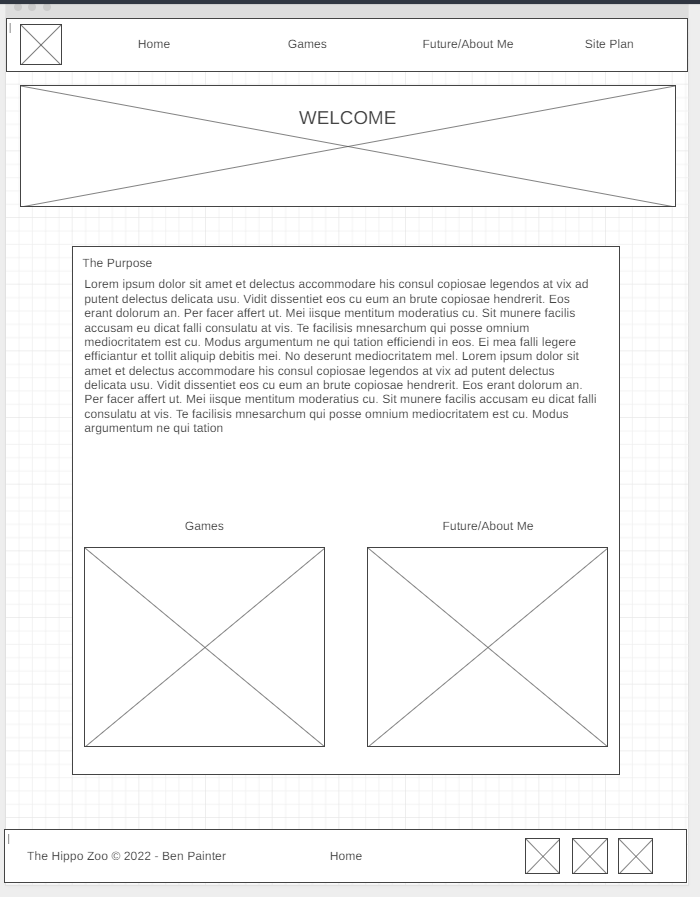 Home Games Future/About Me Site Plan
WELCOME
The Purpose
Lorem ipsum dolor sit amet et delectus accommodare his consul copiosae legendos at vix ad
putent delectus delicata usu. Vidit dissentiet eos cu eum an brute copiosae hendrerit. Eos
erant dolorum an. Per facer affert ut. Mei iisque mentitum moderatius cu. Sit munere facilis
accusam eu dicat falli consulatu at vis. Te facilisis mnesarchum qui posse omnium
mediocritatem est cu. Modus argumentum ne qui tation efficiendi in eos. Ei mea falli legere
efficiantur et tollit aliquip debitis mei. No deserunt mediocritatem mel. Lorem ipsum dolor sit
amet et delectus accommodare his consul copiosae legendos at vix ad putent delectus
delicata usu. Vidit dissentiet eos cu eum an brute copiosae hendrerit. Eos erant dolorum an.
Per facer affert ut. Mei iisque mentitum moderatius cu. Sit munere facilis accusam eu dicat falli
consulatu at vis. Te facilisis mnesarchum qui posse omnium mediocritatem est cu. Modus
argumentum ne qui tation
Games Future/About Me
The Hippo Zoo © 2022 - Ben Painter Home